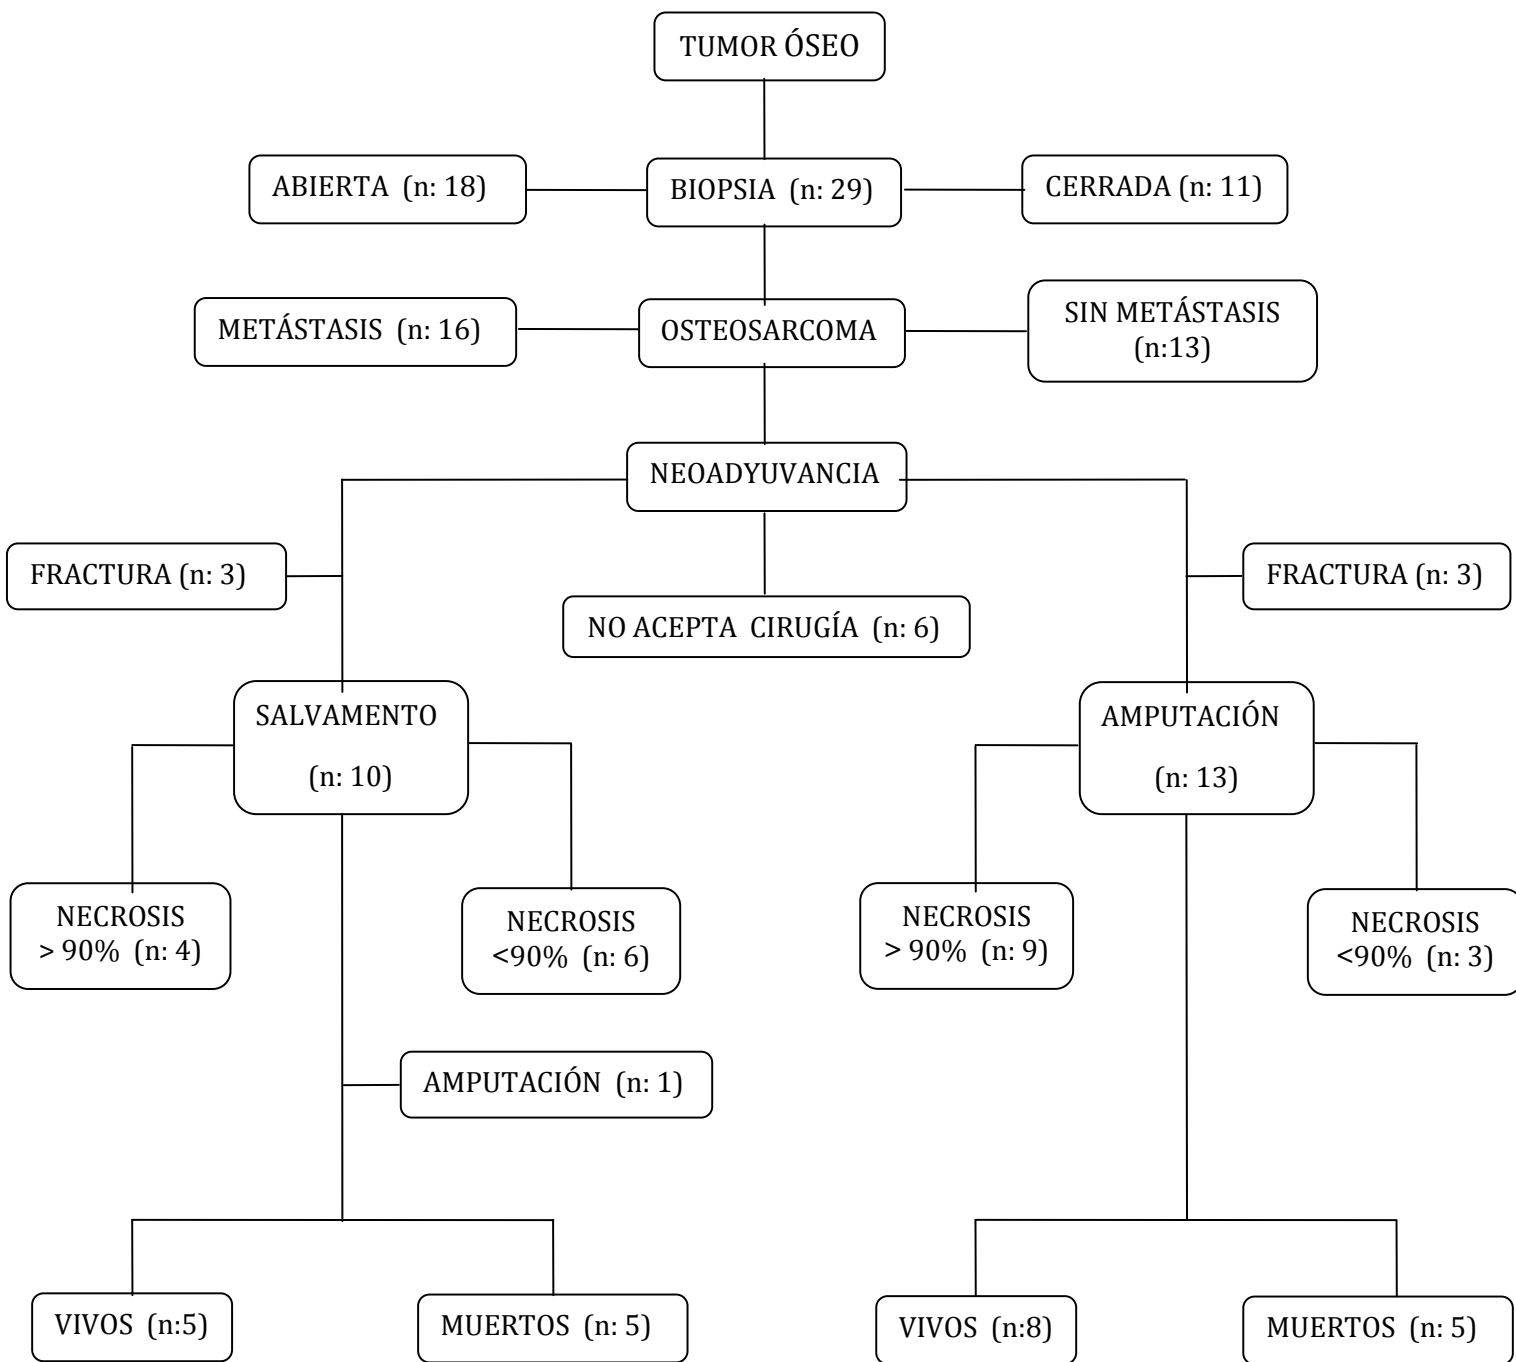 TUMOR ÓSEO
ABIERTA (n: 18)
BIOPSIA (n: 29)
CERRADA (n: 11)
METÁSTASIS (n: 16)
OSTEOSARCOMA
SIN METÁSTASIS
(n:13)
NEOADYUVANCIA
FRACTURA (n: 3)
FRACTURA (n: 3)
NO ACEPTA CIRUGÍA (n: 6)
SALVAMENTO
(n: 10)
AMPUTACIÓN
(n: 13)
NECROSIS
> 90% (n: 4)
NECROSIS
<90% (n: 6)
NECROSIS
> 90% (n: 9)
NECROSIS
<90% (n: 3)
AMPUTACIÓN (n: 1)
VIVOS (n:5)
MUERTOS (n: 5)
VIVOS (n:8)
MUERTOS (n: 5)